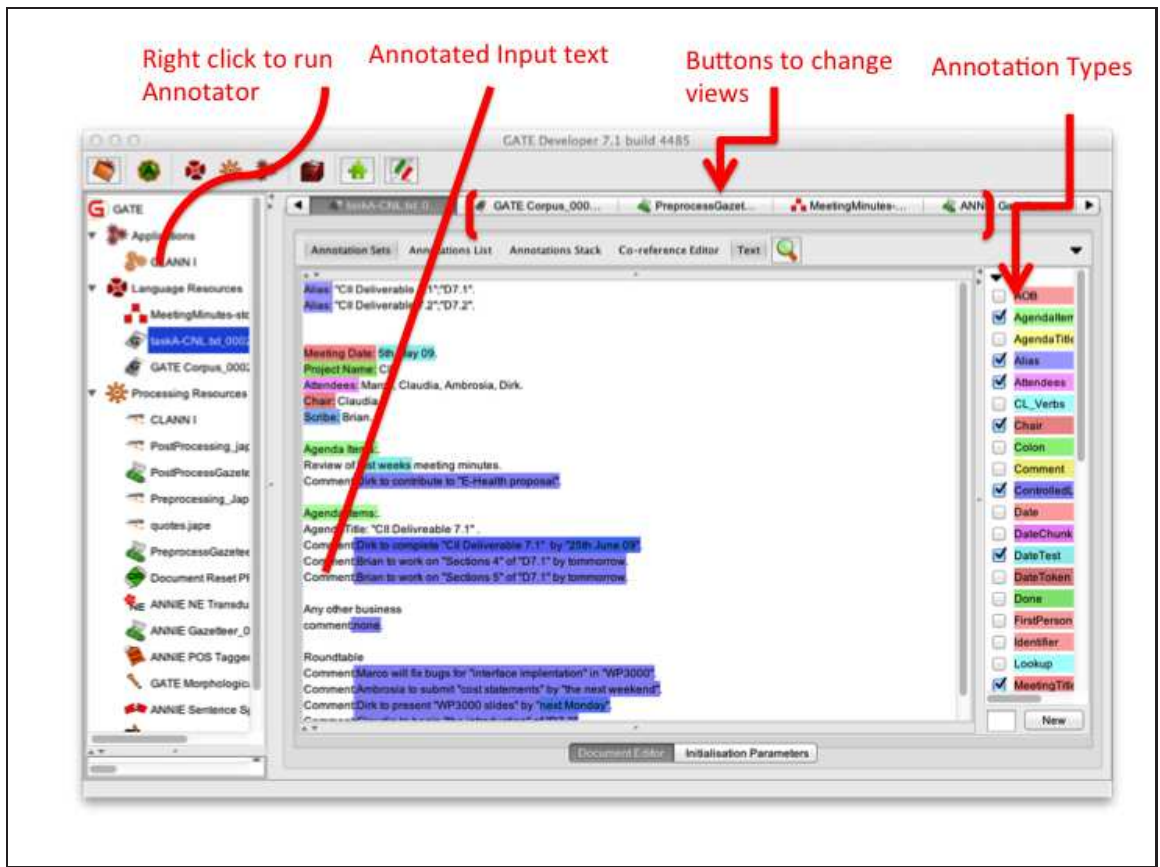 Right click to run
Annotator
Annotated Input text
Buttons to change
views
Annotation Types
GATE Developer 7.1 build 4485
GATE Corpus_000...
PreprocessGazet...
MeetingMinutes-...
GATE
Applications
CLANN I
Language Resources
MeetingMinutes-sto
taskA-CNL.txt_0002
GATE Corpus_0002
Processing Resources
CLANN I
PostProcessing_jap
PostProcessGazete
Preprocessing_Jap
quotes.jape
PreprocessGazetee
Document Reset PR
ANNIE NE Transdu
ANNIE Gazetteer_0
ANNIE POS Tagger
GATE Morphologica
ANNIE Sentence Sp
Annotation Sets Annotations List Annotations Stack Co-reference Editor Text
Alias: "CII Deliverable 7.1";"D7.1".
Alias: "CII Deliverable 7.2";"D7.2".
Meeting Date: 5th May 09.
Project Name:
Attendees: Marco, Claudia, Ambrosia, Dirk.
Chair: Claudia.
Scribe: Brian.
Agenda Items:.
Review of last weeks meeting minutes.
Comment:Dirk to contribute to "E-Health proposal".
Agenda Items:.
Agenda Title: "CII Delivreable 7.1" .
Comment:Dirk to complete "CII Deliverable 7.1" by "25th June 09".
Comment:Brian to work on "Sections 4" of "D7.1" by tommorrow.
Comment:Brian to work on "Sections 5" of "D7.1" by tommorrow.
Any other business
comment:none.
Roundtable
Comment:Marco will fix bugs for "interface implentation" in "WP3000".
Comment:Ambrosia to submit "cost statements" by "the next weekend".
Comment:Dirk to present "WP3000 slides" by "next Monday".
AOB
AgendaItem
AgendaTitle
Alias
Attendees
CL_Verbs
Chair
Colon
Comment
ControlledL
Date
DateChunk
DateTest
DateToken
Done
FirstPerson
Identifier
Lookup
MeetingTitle
New
Document Editor Initialisation Parameters